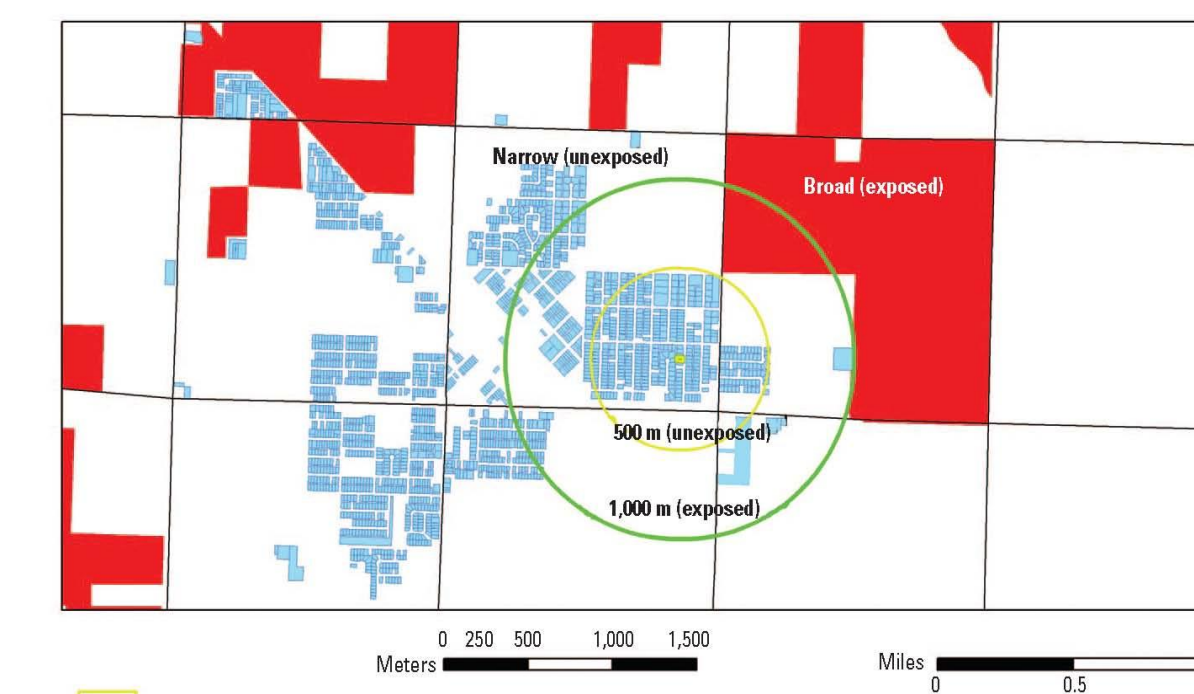 Narrow (unexposed)
Broad (exposed)
500 m (unexposed)
1,000 m (exposed)
0 250 500 1,000 1,500
Meters
Miles
0 0.5